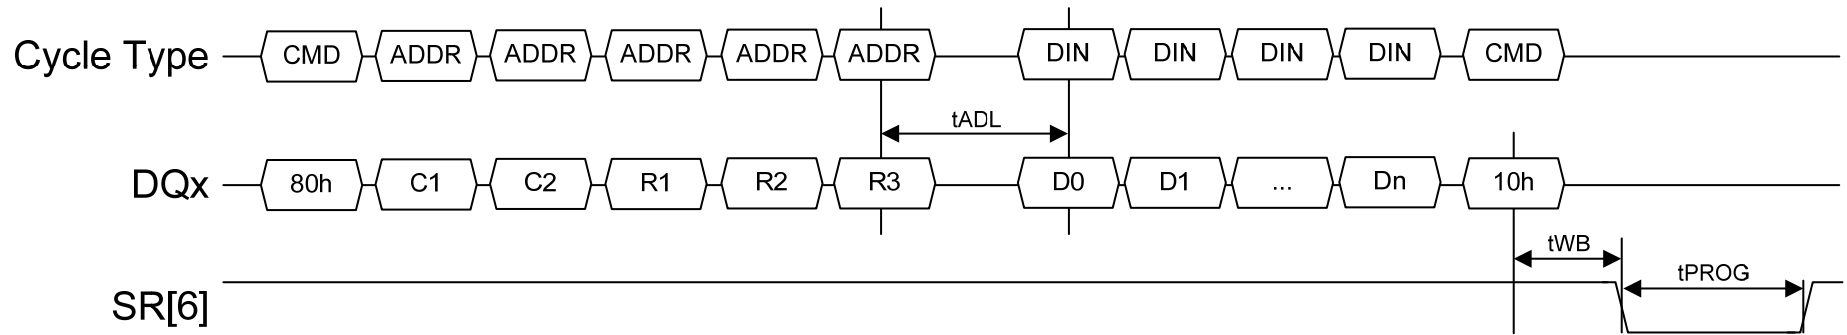 Cycle Type CMD ADDR ADDR ADDR ADDR ADDR DIN DIN DIN DIN CMD
tADL
DQx 80h C1 C2 R1 R2 R3 D0 D1 ... Dn 10h
tWB
tPROG
SR[6]